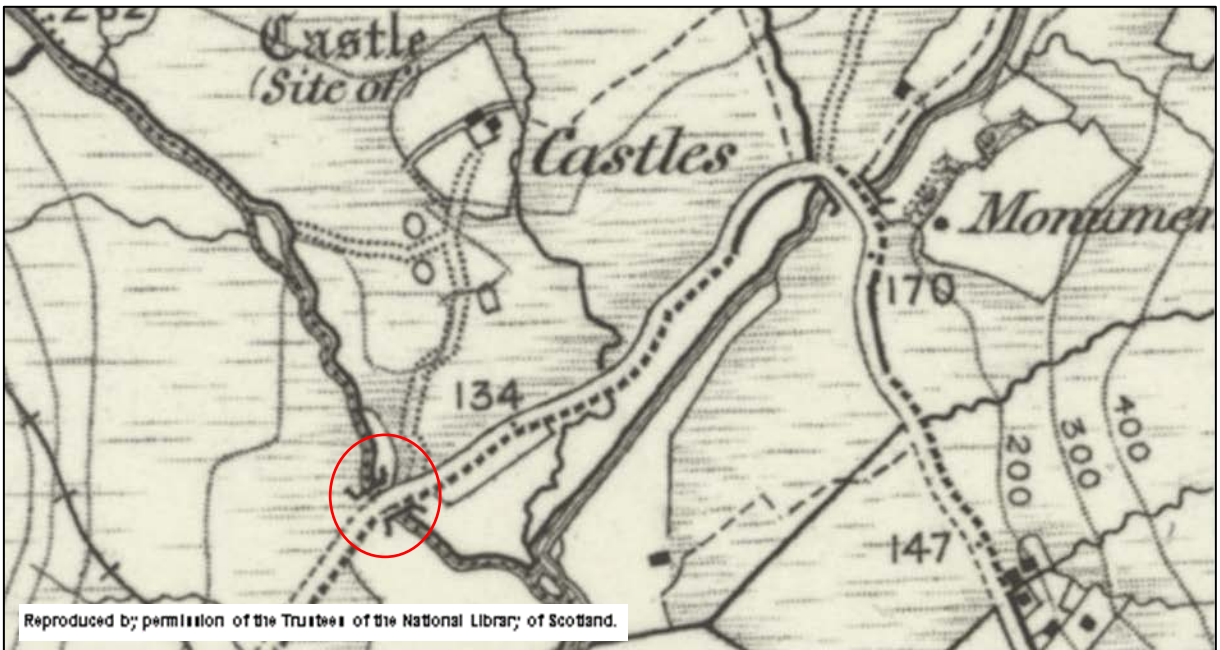 262
Castle
(Site of)
Castles
Monumen
170
134
400
300
200
147
Reproduced by permission of the Trustees of the National Library of Scotland.